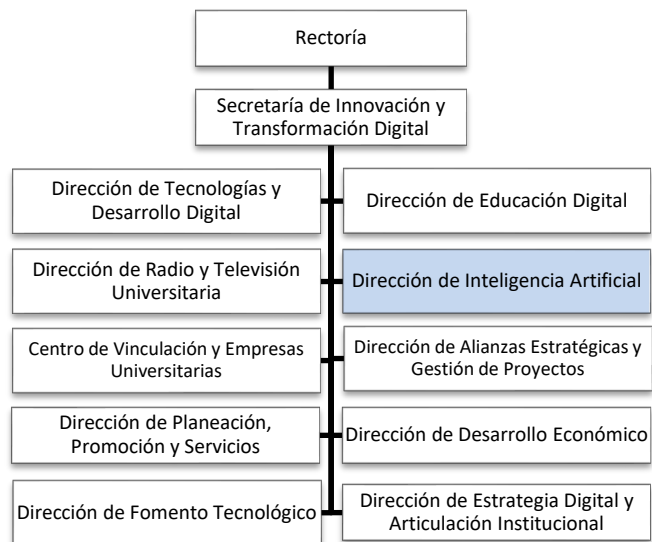 Rectoría
Secretaría de Innovación y
Transformación Digital
Dirección de Tecnologías y
Desarrollo Digital
Dirección de Educación Digital
Dirección de Radio y Televisión
Universitaria
Dirección de Inteligencia Artificial
Centro de Vinculación y Empresas
Universitarias
Dirección de Alianzas Estratégicas y
Gestión de Proyectos
Dirección de Planeación,
Promoción y Servicios
Dirección de Desarrollo Económico
Dirección de Fomento Tecnológico
Dirección de Estrategia Digital y
Articulación Institucional